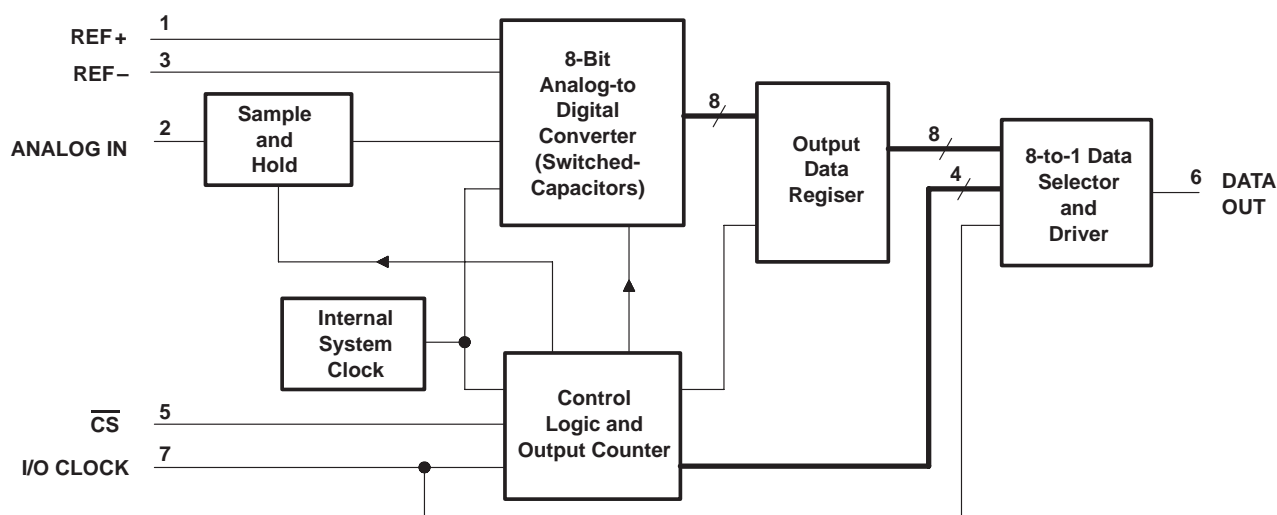 REF+
1
REF–
3
ANALOG IN
2
Sample
and
Hold
8-Bit
Analog-to
Digital
Converter
(Switched-
Capacitors)
8
Output
Data
Regiser
8
4
8-to-1 Data
Selector
and
Driver
6
DATA
OUT
Internal
System
Clock
Control
Logic and
Output Counter
CS
5
I/O CLOCK
7